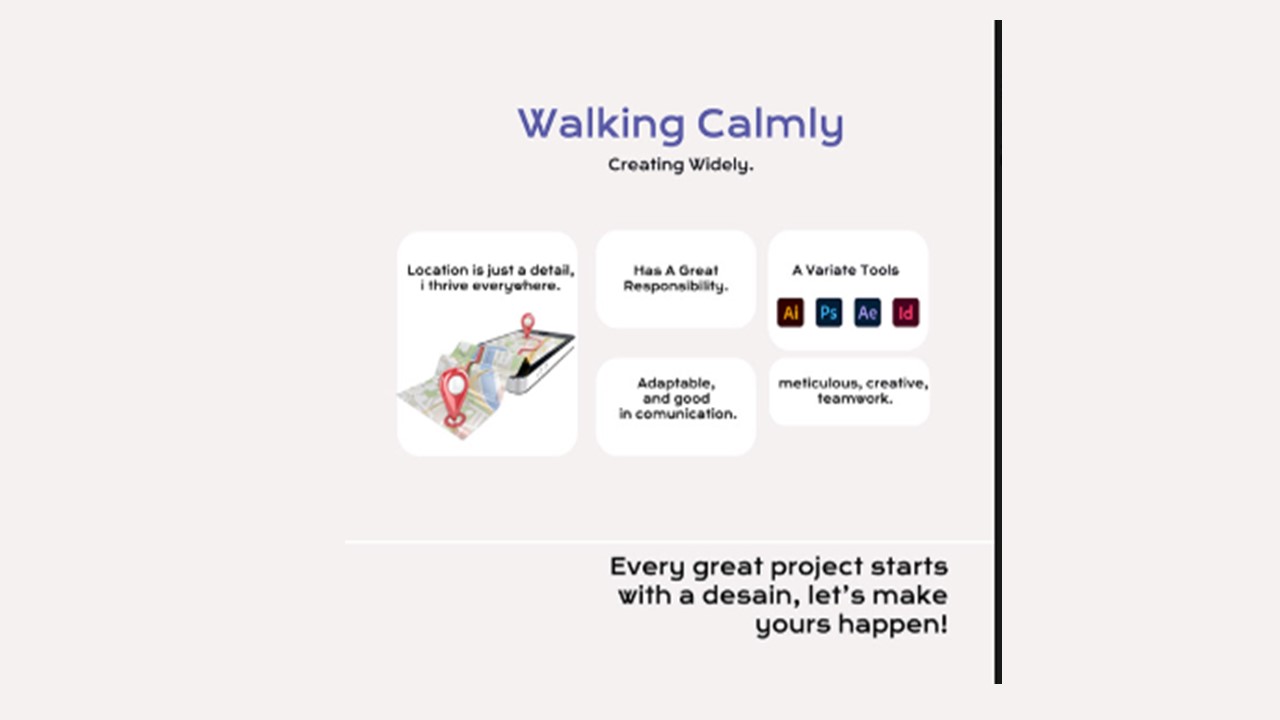 Walking Calmly
Creating Widely.
Location is just a detail,
i thrive everywhere.
Has A Great
Responsibility.
A Variate Tools
Ai Ps Ae Id
Adaptable,
and good
in comunication.
meticulous, creative,
teamwork.
Every great project starts
with a desain, let's make
yours happen!